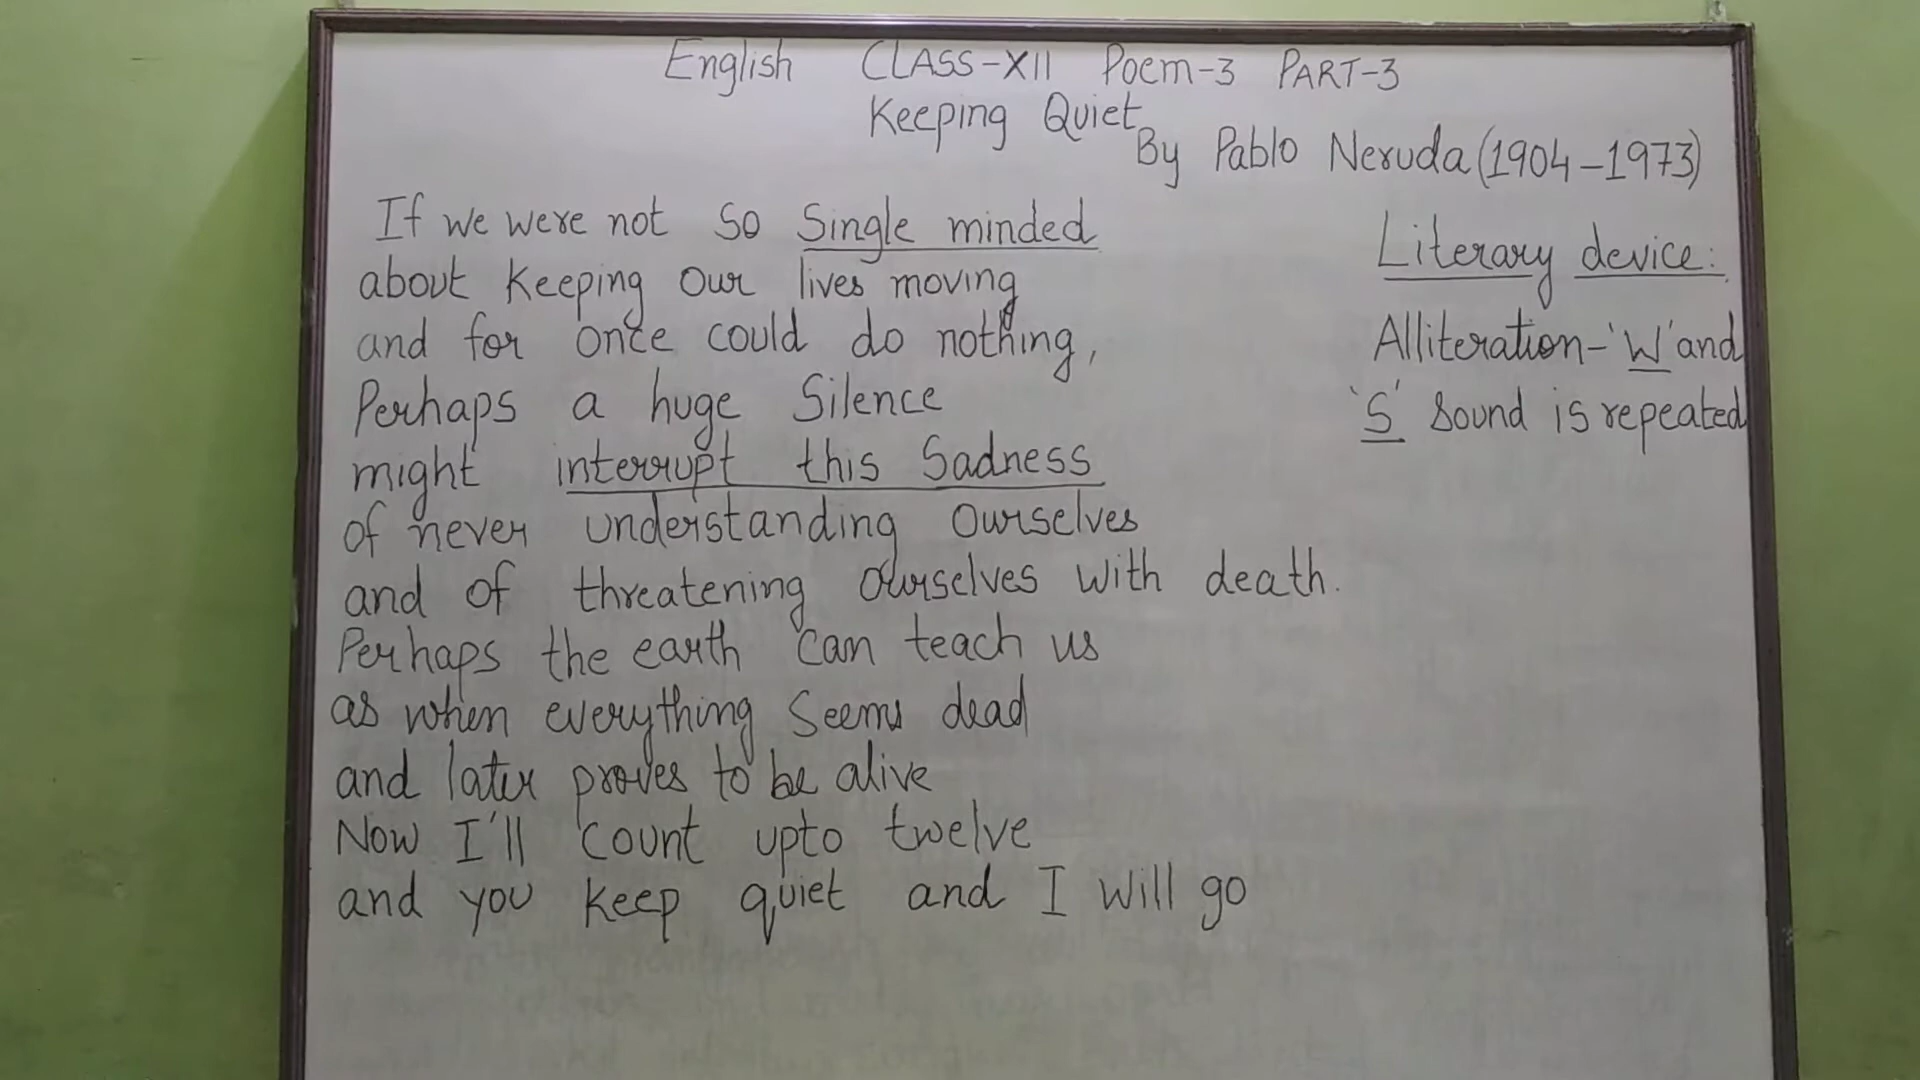 English CLASS-XII Poem-3 PART-3
Keeping Quiet
By Pablo Neruda (1904-1973)
If we were not so Single minded
about keeping our lives moving
and for once could do nothing,
Perhaps a huge Silence
might interrupt this Sadness
of never understanding ourselves
and of threatening ourselves with death.
Perhaps the earth can teach us
as when everything seems dead
and later proves to be alive
Now I'll count upto twelve
and you keep quiet and I will go
Literary device:
Alliteration-'W' and
'S' sound is repeated